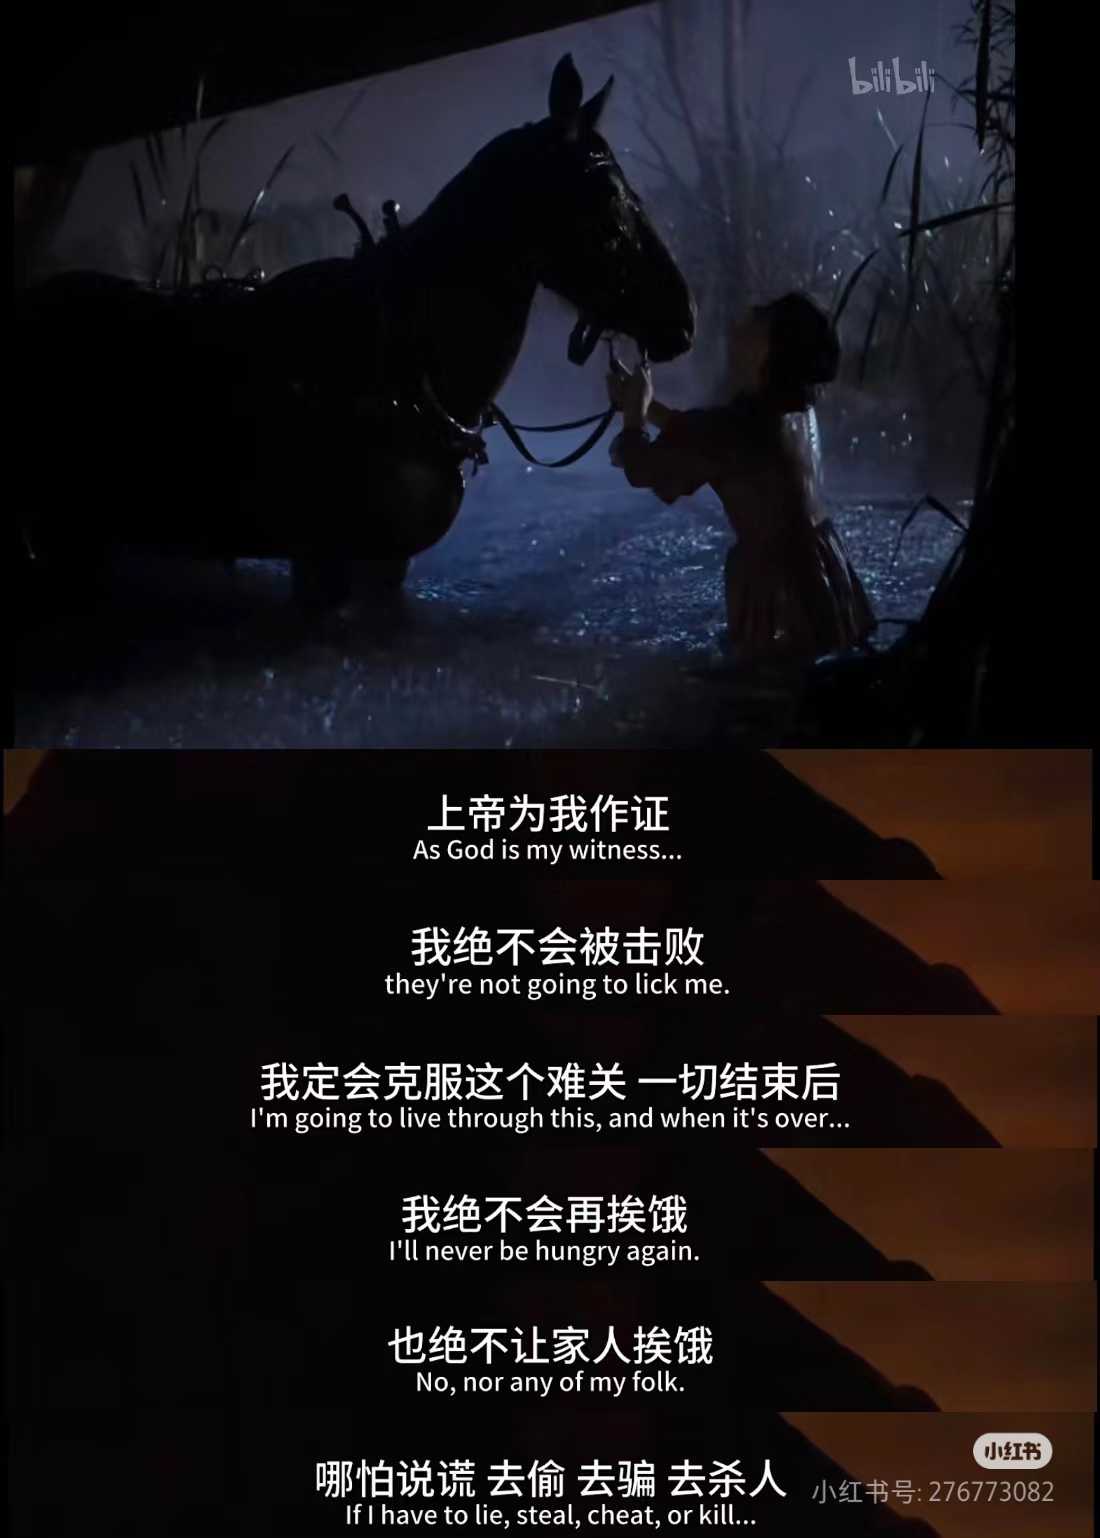 bilibili
上帝为我作证
As God is my witness...
我绝不会被击败
they're not going to lick me.
我定会克服这个难关 一切结束后
I'm going to live through this, and when it's over...
我绝不会再挨饿
I'll never be hungry again.
也绝不让家人挨饿
No, nor any of my folk.
哪怕说谎 去偷 去骗 去杀人
If I have to lie, steal, cheat, or kill...
小红书
小红书号: 276773082